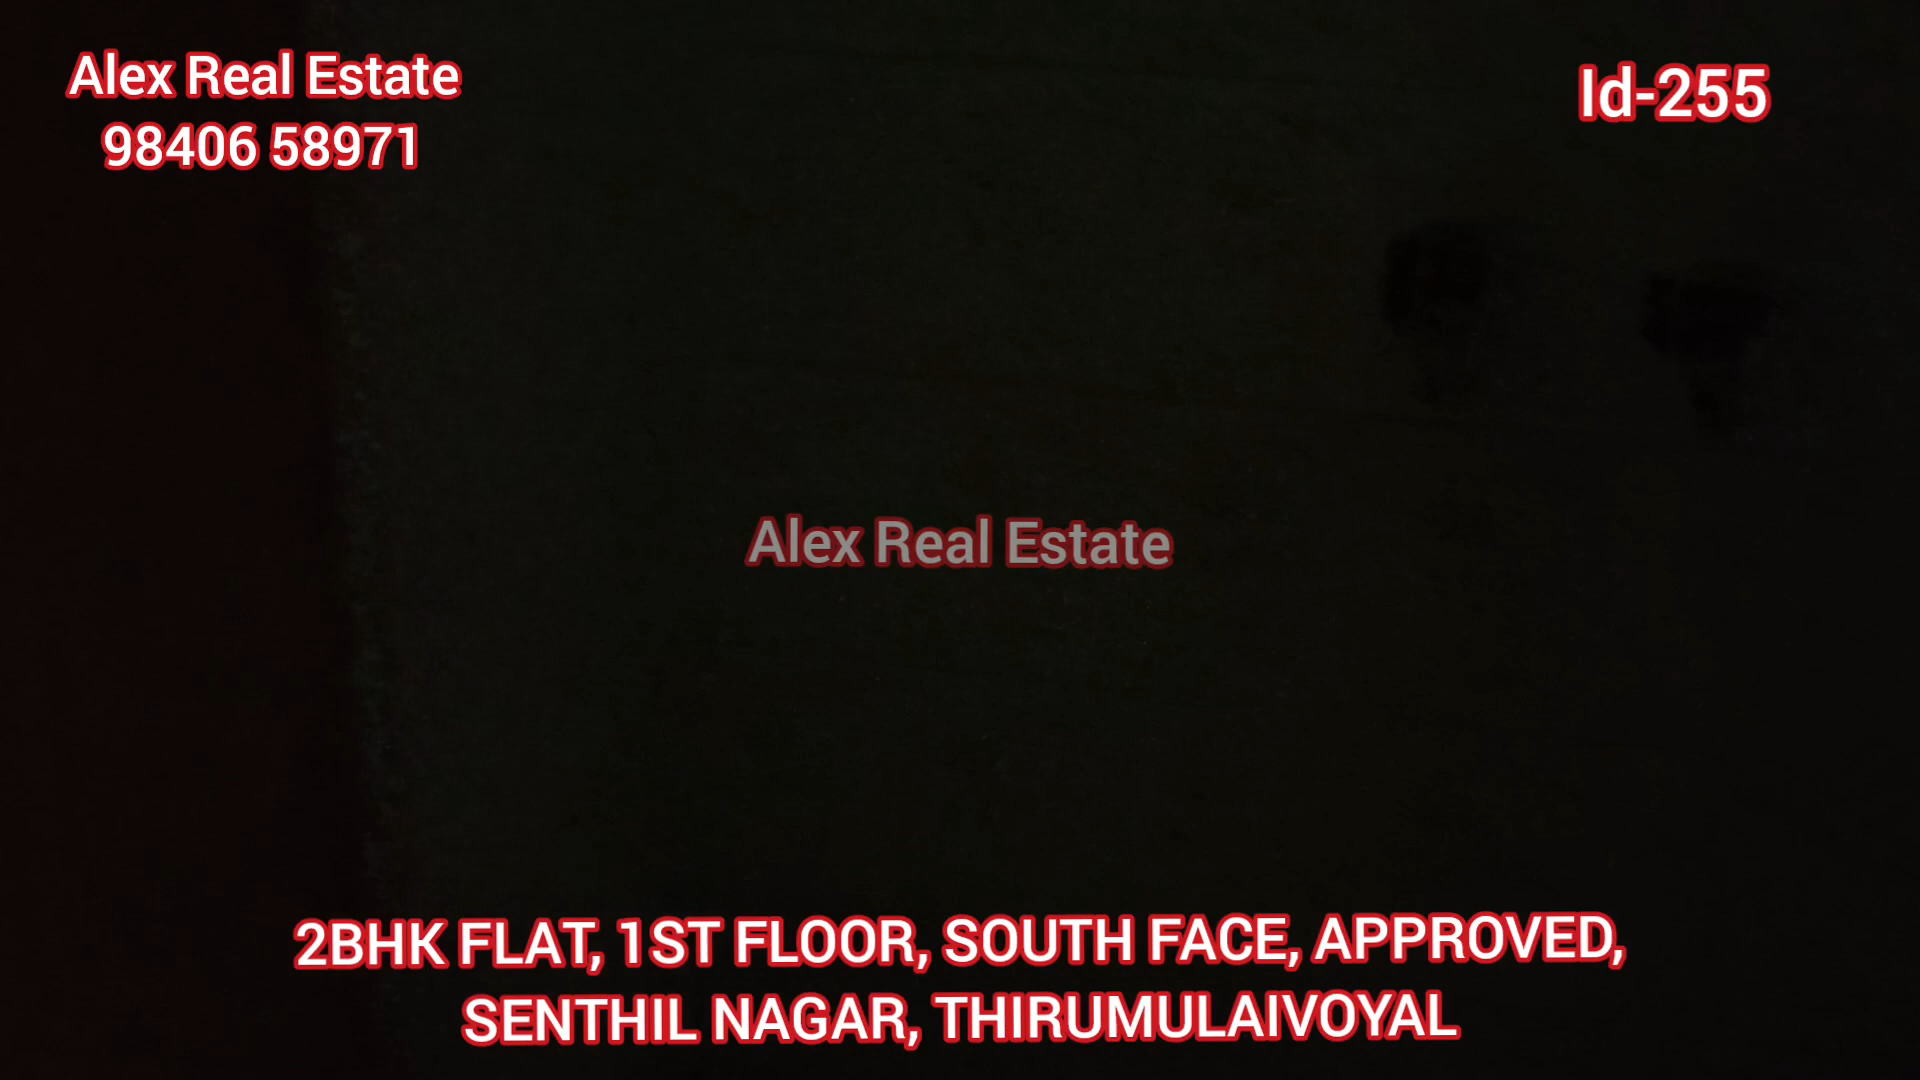 Alex Real Estate
98406 58971
Id-255
Alex Real Estate
2BHK FLAT, 1ST FLOOR, SOUTH FACE, APPROVED,
SENTHIL NAGAR, THIRUMULAIVOYAL